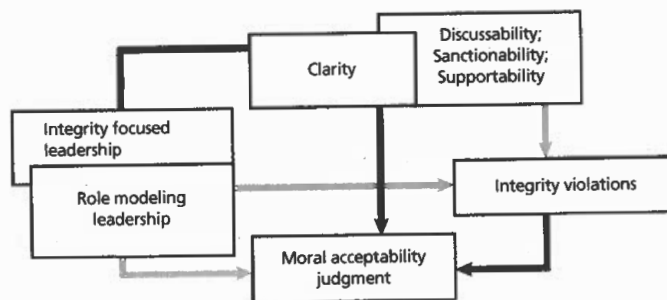 Discussability;
Sanctionability;
Supportability
Clarity
Integrity focused
leadership
Role modeling
leadership
Integrity violations
Moral acceptability
judgment